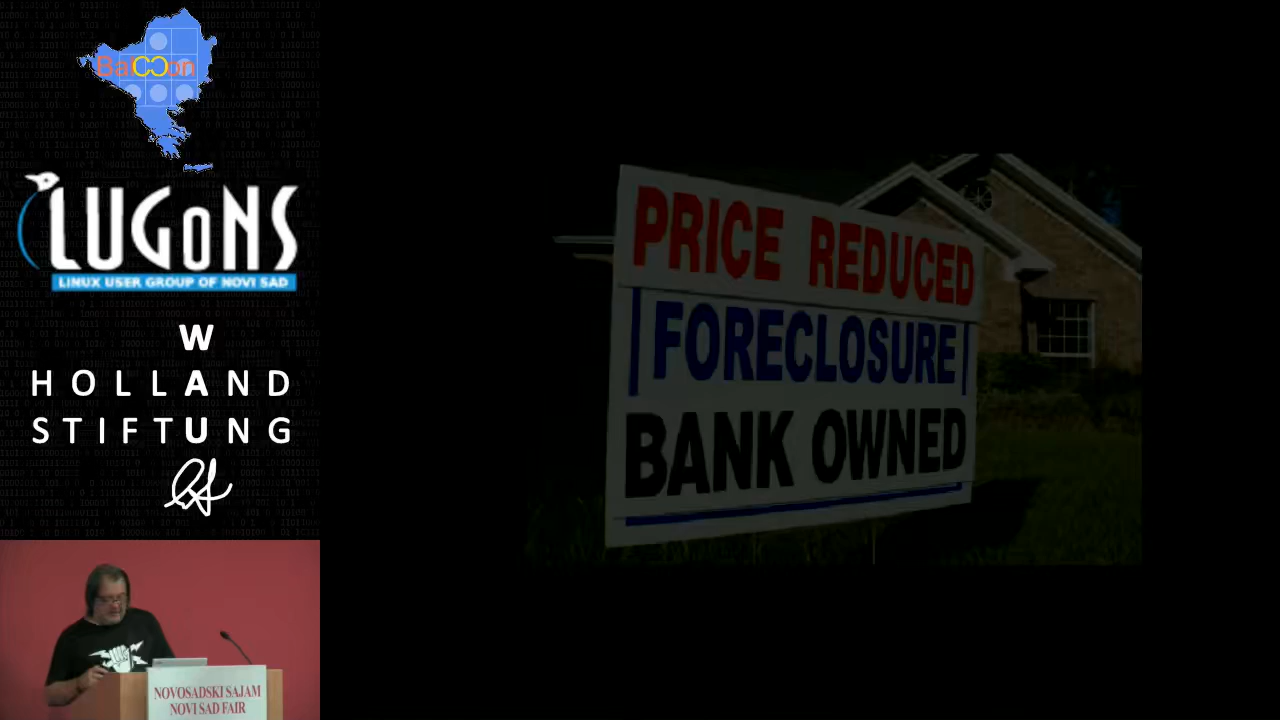 BalCCon
LUGoNS
LINUX USER GROUP OF NOVI SAD
W
HOLLAND
STIFTUNG
PRICE REDUCED
FORECLOSURE
BANK OWNED
NOVOSADSKI SAJAM
NOVI SAD FAIR